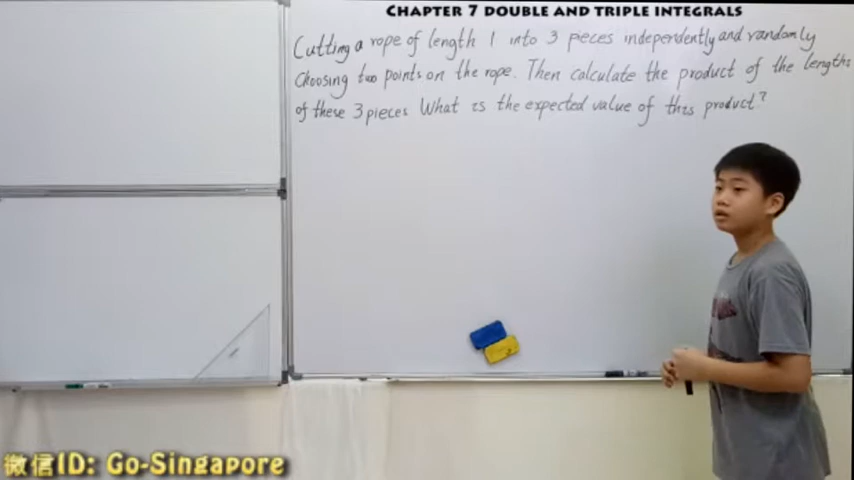 CHAPTER 7 DOUBLE AND TRIPLE INTEGRALS
Cutting a rope of length 1 into 3 pieces independently and randomly
choosing two points on the rope. Then calculate the product of the lengths
of these 3 pieces What is the expected value of this product?
微信ID: Go-Singapore